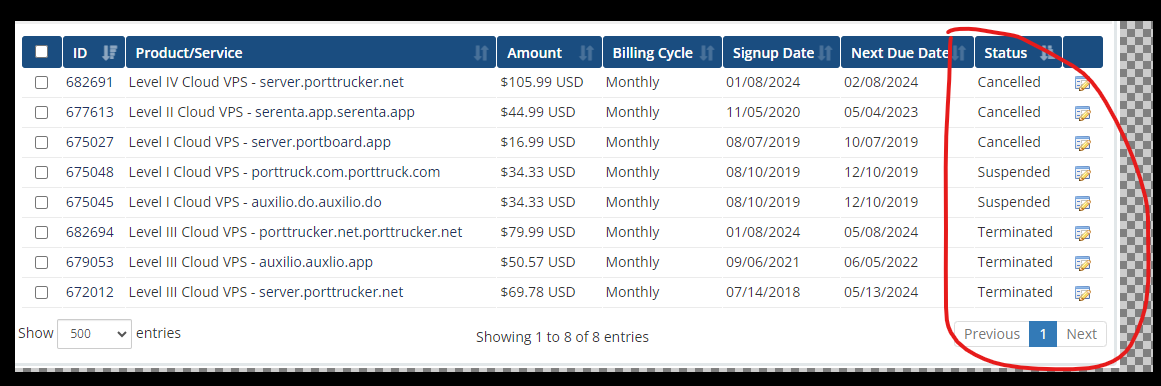 ID Product/Service Amount Billing Cycle Signup Date Next Due Date Status
682691 Level IV Cloud VPS - server.porttrucker.net $105.99 USD Monthly 01/08/2024 02/08/2024 Cancelled
677613 Level II Cloud VPS - serenta.app.serenta.app $44.99 USD Monthly 11/05/2020 05/04/2023 Cancelled
675027 Level I Cloud VPS - server.portboard.app $16.99 USD Monthly 08/07/2019 10/07/2019 Cancelled
675048 Level I Cloud VPS - porttruck.com.porttruck.com $34.33 USD Monthly 08/10/2019 12/10/2019 Suspended
675045 Level I Cloud VPS - auxilio.do.auxilio.do $34.33 USD Monthly 08/10/2019 12/10/2019 Suspended
682694 Level III Cloud VPS - porttrucker.net.porttrucker.net $79.99 USD Monthly 01/08/2024 05/08/2024 Terminated
679053 Level III Cloud VPS - auxilio.auxlio.app $50.57 USD Monthly 09/06/2021 06/05/2022 Terminated
672012 Level III Cloud VPS - server.porttrucker.net $69.78 USD Monthly 07/14/2018 05/13/2024 Terminated
Show 500 entries Showing 1 to 8 of 8 entries Previous 1 Next